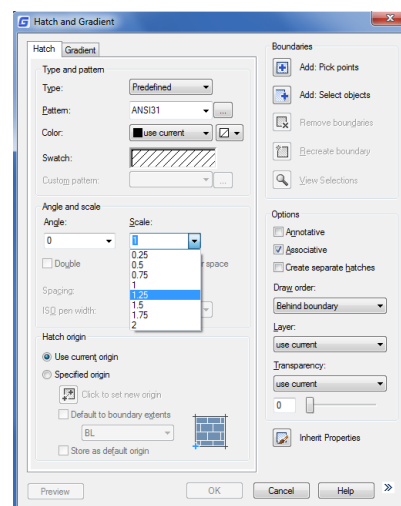 Hatch and Gradient
Hatch Gradient
Type and pattern
Type: Predefined
Pattern: ANSI31 ...
Color: use current
Swatch:
Custom pattern: ...
Angle and scale
Angle: Scale:
0 1
0.25
0.5
0.75
1
1.25
1.5
1.75
2
Double r space
Spacing:
ISO pen width:
Hatch origin
Use current origin
Specified origin
Click to set new origin
Default to boundary extents
BL
Store as default origin
Boundaries
Add: Pick points
Add: Select objects
Remove boundaries
Recreate boundary
View Selections
Options
Annotative
Associative
Create separate hatches
Draw order:
Behind boundary
Layer:
use current
Transparency:
use current
0
Inherit Properties
Preview OK Cancel Help »